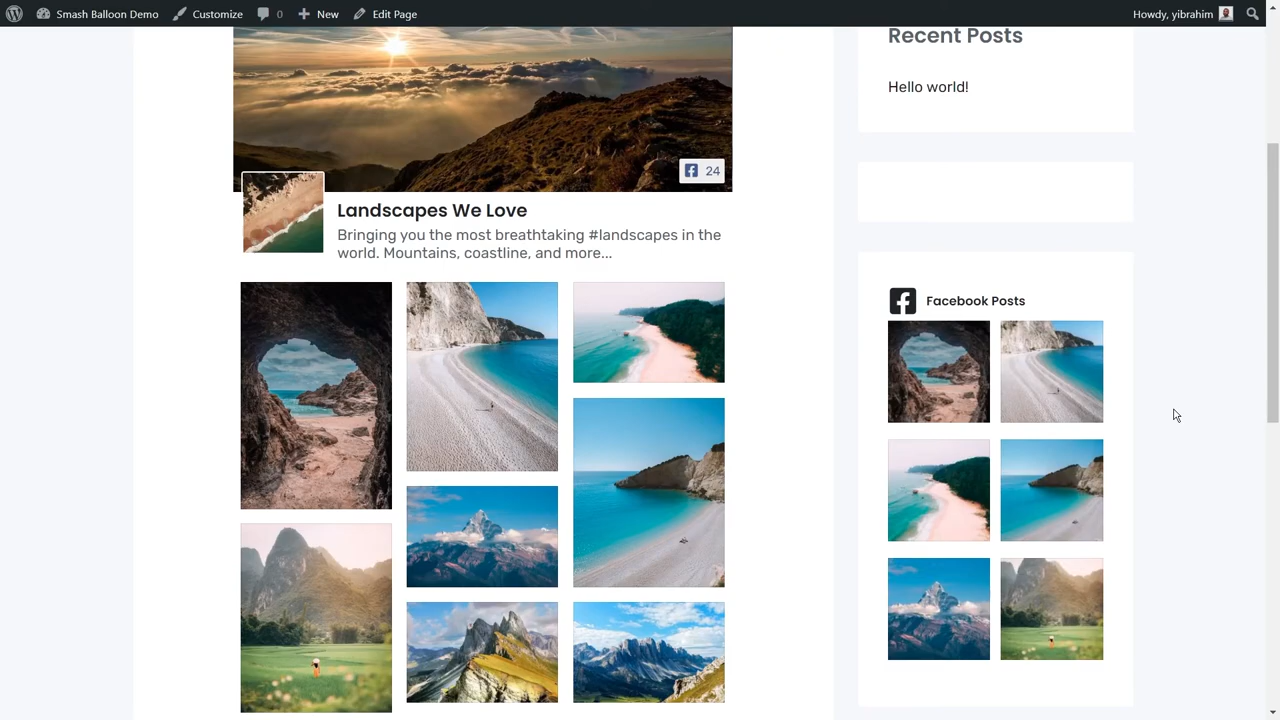 Smash Balloon Demo
Customize
0
New
Edit Page
Howdy, yibrahim
24
Landscapes We Love
Bringing you the most breathtaking #landscapes in the
world. Mountains, coastline, and more...
Recent Posts
Hello world!
Facebook Posts